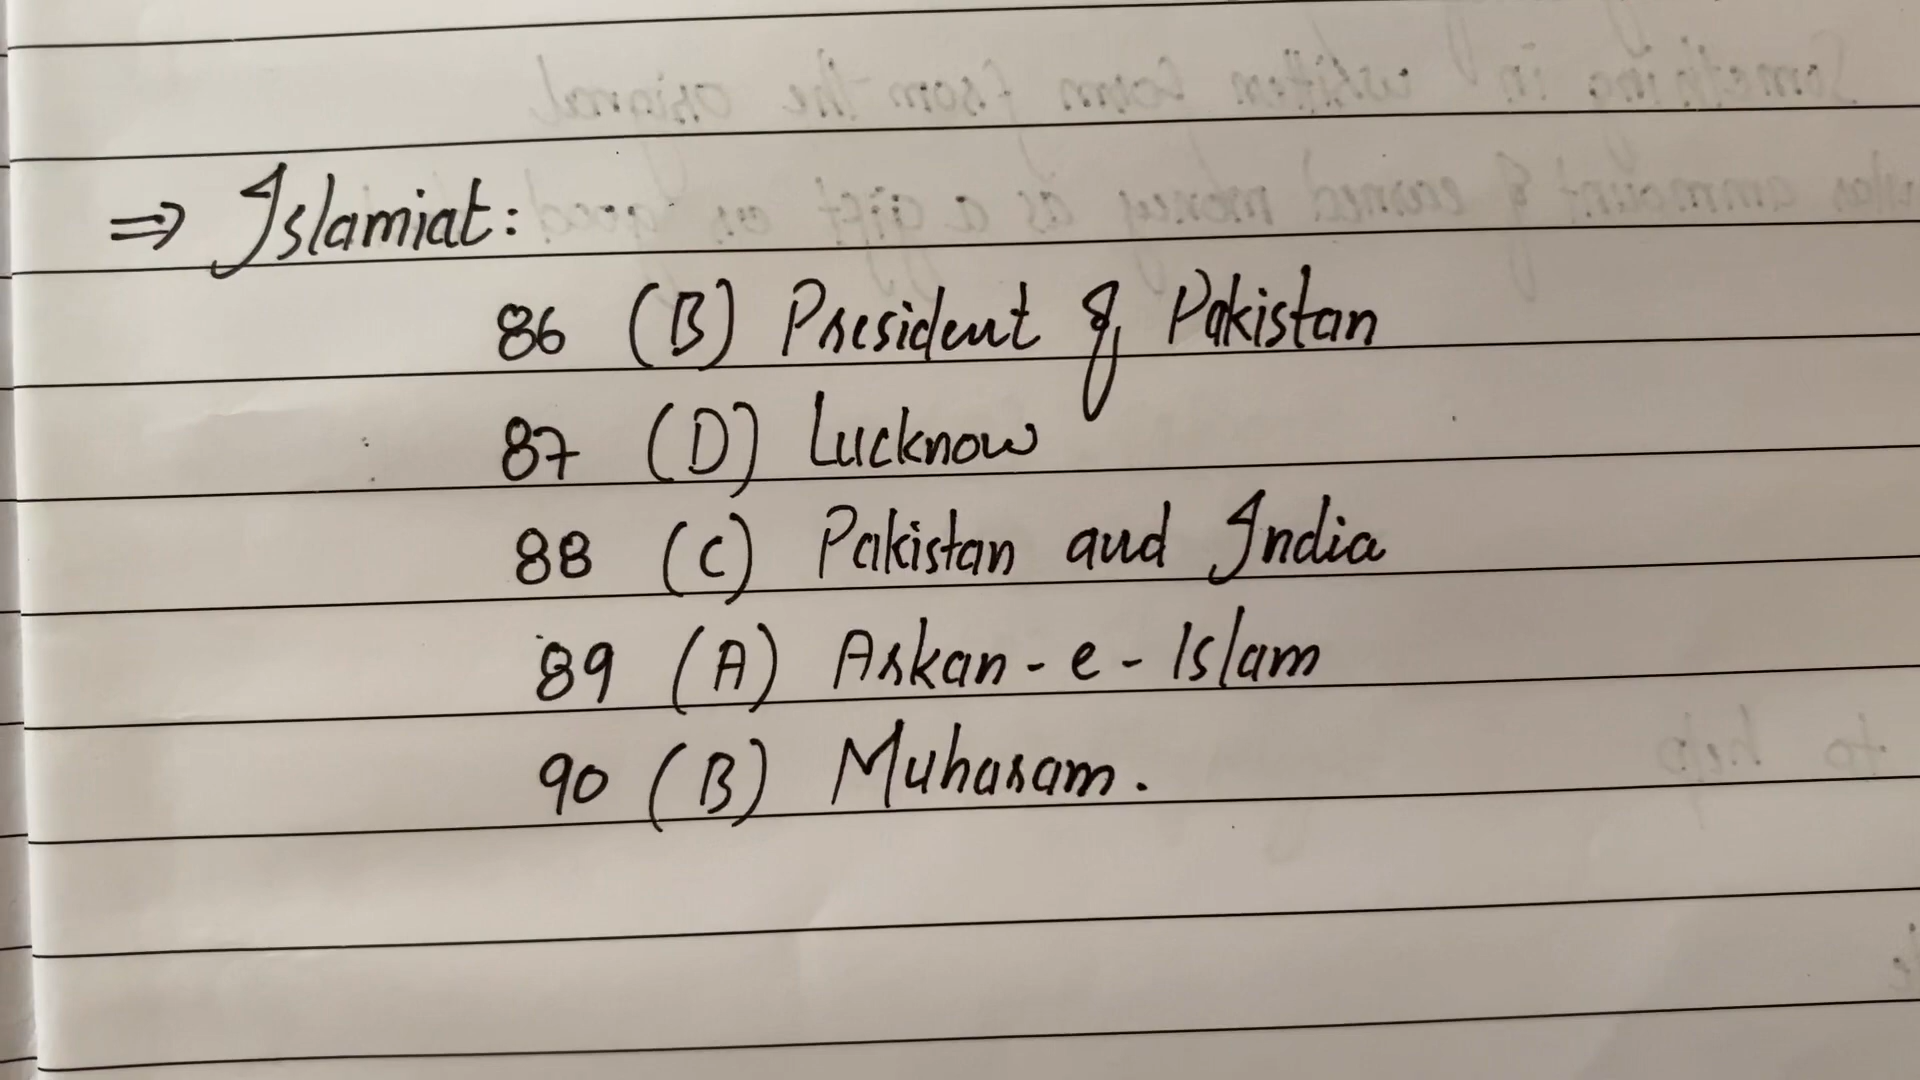 ⇒ Islamiat:
86 (B) President of Pakistan
87 (D) Lucknow
88 (C) Pakistan and India
89 (A) Arkan-e-Islam
90 (B) Muharam.